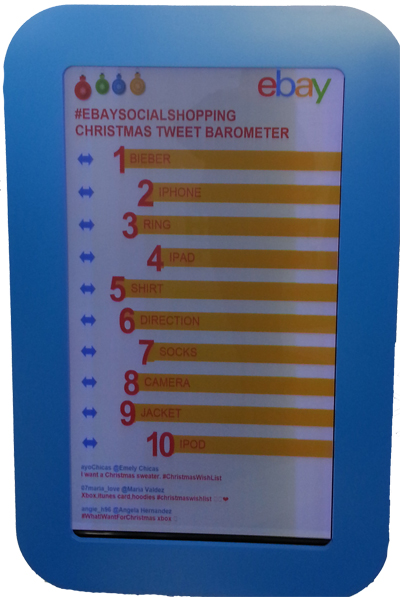 ebay
#EBAYSOCIALSHOPPING
CHRISTMAS TWEET BAROMETER
1 BIEBER
2 IPHONE
3 RING
4 IPAD
5 SHIRT
6 DIRECTION
7 SOCKS
8 CAMERA
9 JACKET
10 IPOD
@Emely Chicas
I want a Christmas sweater. #ChristmasWishList
@Maria Valdez
Xbox,itunes card,hoodies #christmaswishlist
@Angela Hernandez
#WhatIWantForChristmas xbox